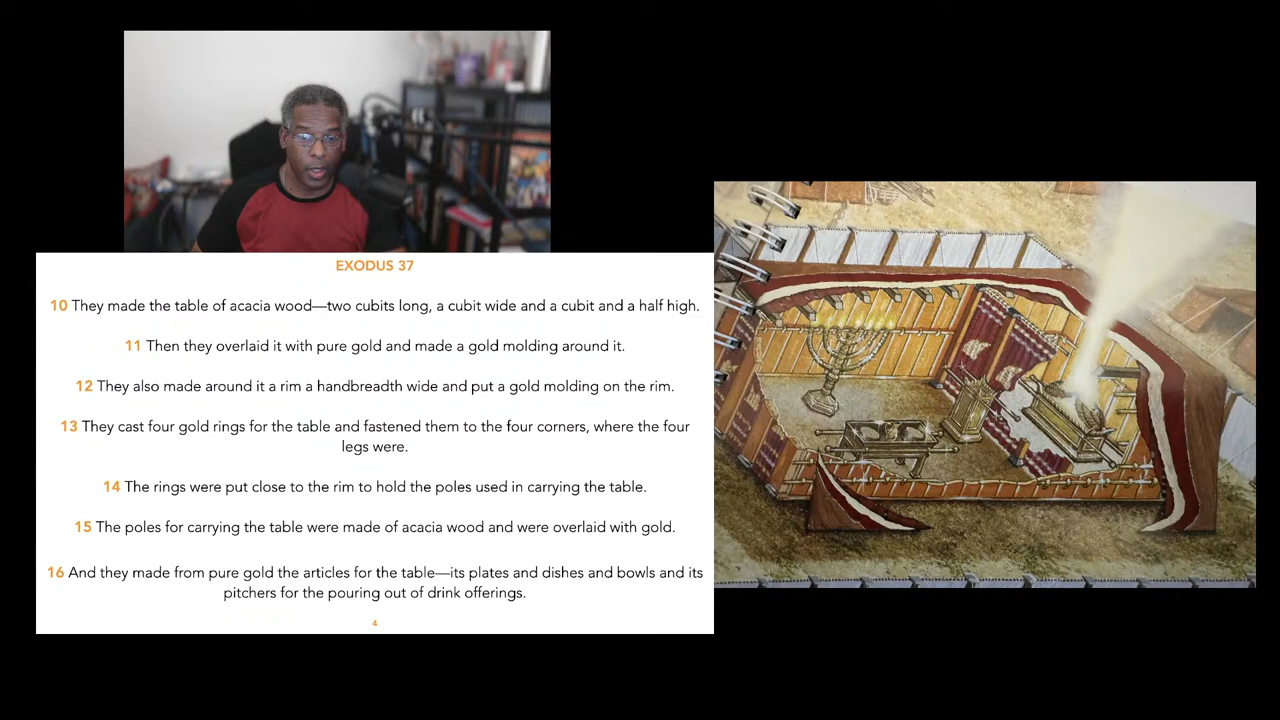 EXODUS 37
10 They made the table of acacia wood—two cubits long, a cubit wide and a cubit and a half high.
11 Then they overlaid it with pure gold and made a gold molding around it.
12 They also made around it a rim a handbreadth wide and put a gold molding on the rim.
13 They cast four gold rings for the table and fastened them to the four corners, where the four
legs were.
14 The rings were put close to the rim to hold the poles used in carrying the table.
15 The poles for carrying the table were made of acacia wood and were overlaid with gold.
16 And they made from pure gold the articles for the table—its plates and dishes and bowls and its
pitchers for the pouring out of drink offerings.
4